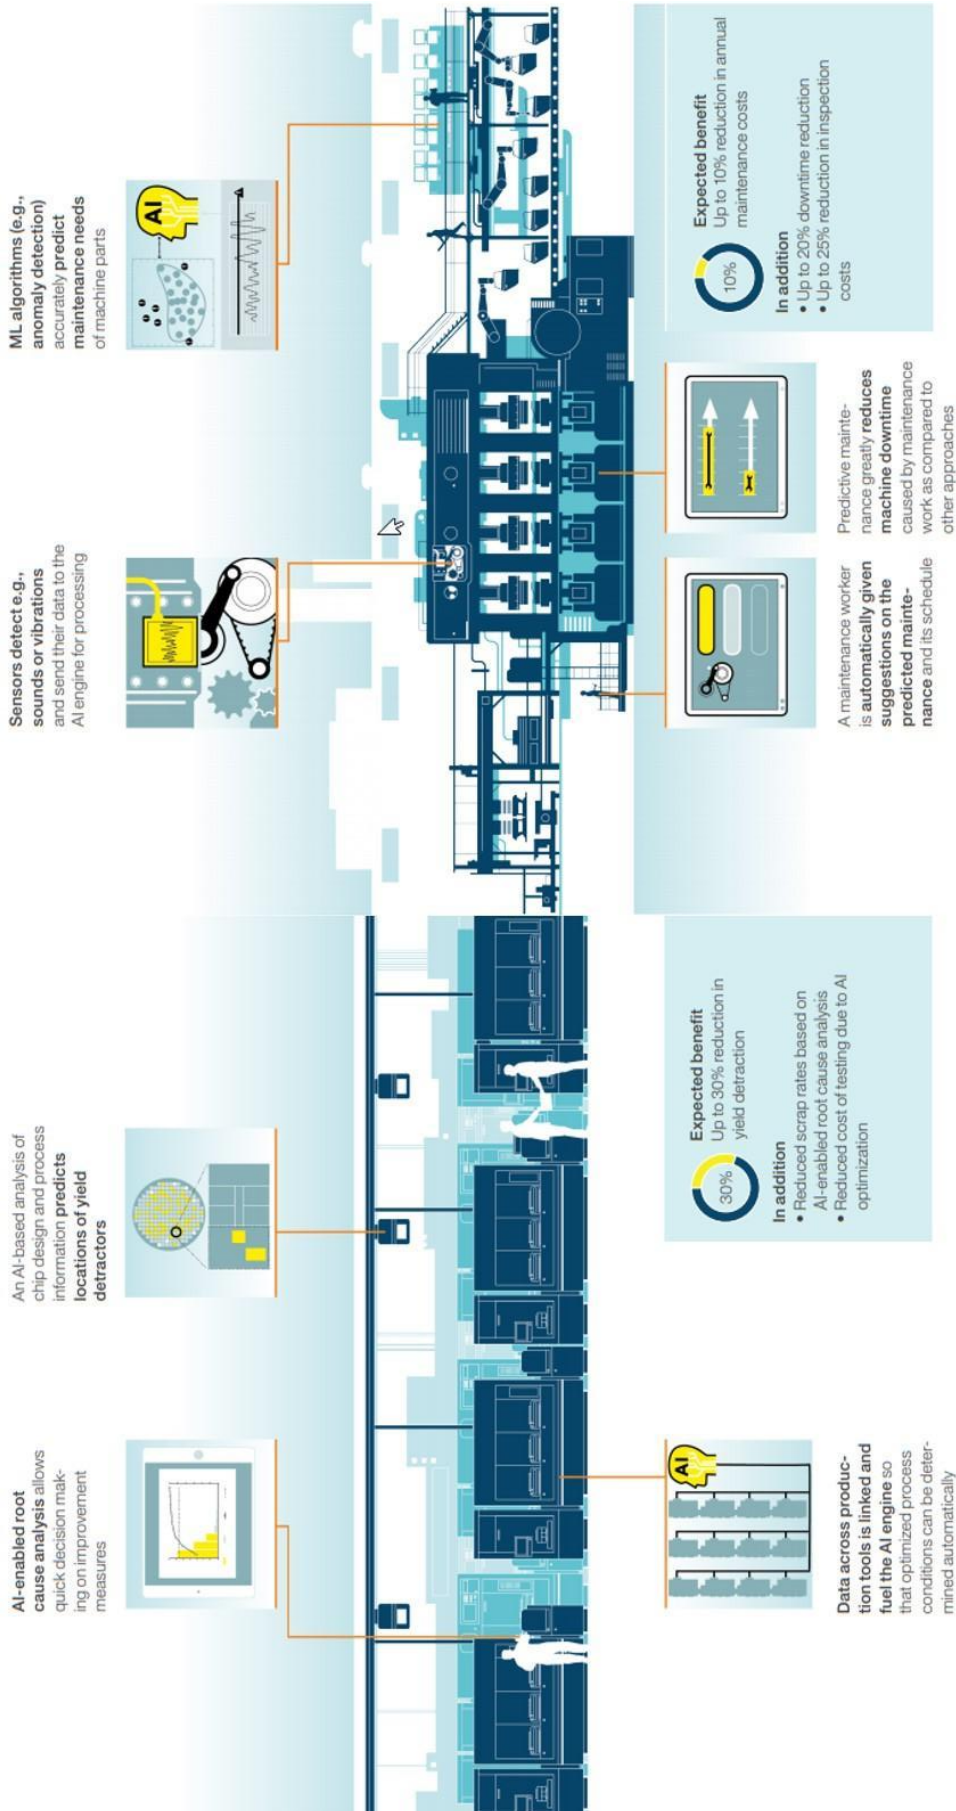 AI-enabled root
cause analysis allows
quick decision mak-
ing on improvement
measures
An AI-based analysis of
chip design and process
information predicts
locations of yield
detractors
AI
Data across produc-
tion tools is linked and
fuel the AI engine so
that optimized process
conditions can be deter-
mined automatically
30%
Expected benefit
Up to 30% reduction in
yield detraction
In addition
• Reduced scrap rates based on
AI-enabled root cause analysis
• Reduced cost of testing due to AI
optimization
Sensors detect e.g.,
sounds or vibrations
and send their data to the
AI engine for processing
ML algorithms (e.g.,
anomaly detection)
accurately predict
maintenance needs
of machine parts
AI
A maintenance worker
is automatically given
suggestions on the
predicted mainte-
nance and its schedule
Predictive mainte-
nance greatly reduces
machine downtime
caused by maintenance
work as compared to
other approaches
10%
Expected benefit
Up to 10% reduction in annual
maintenance costs
In addition
• Up to 20% downtime reduction
• Up to 25% reduction in inspection
costs